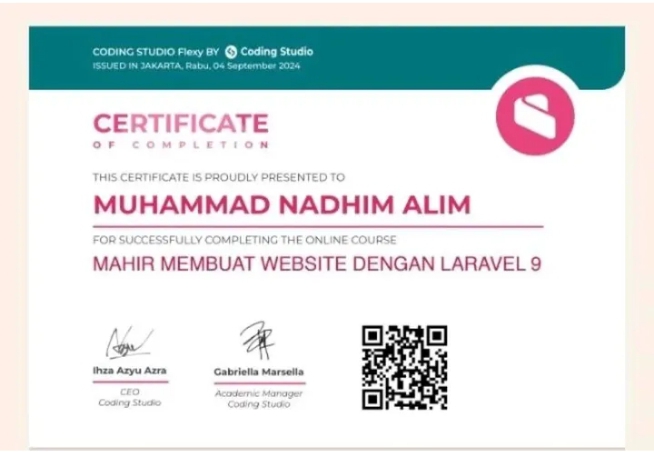 CODING STUDIO Flexy BY Coding Studio
ISSUED IN JAKARTA, Rabu, 04 September 2024
CERTIFICATE
OF COMPLETION
THIS CERTIFICATE IS PROUDLY PRESENTED TO
MUHAMMAD NADHIM ALIM
FOR SUCCESSFULLY COMPLETING THE ONLINE COURSE
MAHIR MEMBUAT WEBSITE DENGAN LARAVEL 9
Ihza Azyu Azra
CEO
Coding Studio
Gabriella Marsella
Academic Manager
Coding Studio